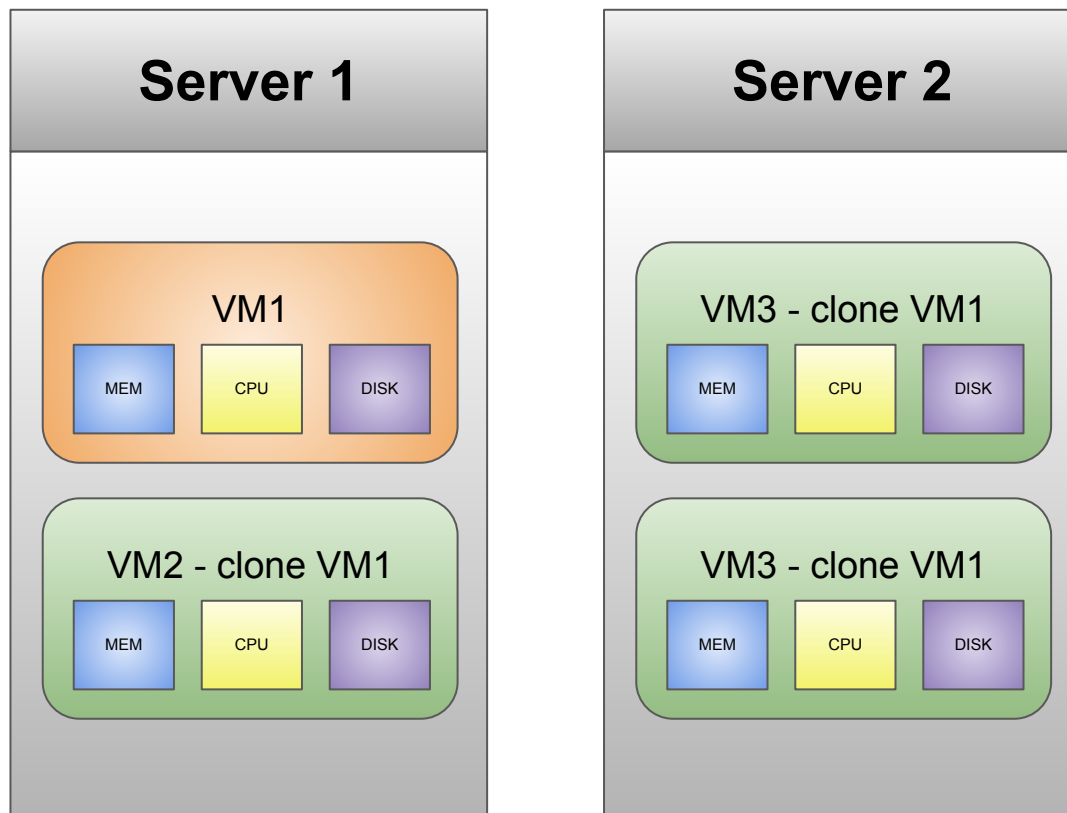 Server 1
VM1
MEM CPU DISK
VM2 - clone VM1
MEM CPU DISK
Server 2
VM3 - clone VM1
MEM CPU DISK
VM3 - clone VM1
MEM CPU DISK